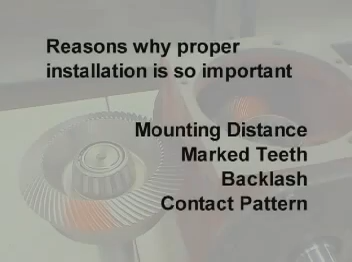 Reasons why proper
installation is so important
Mounting Distance
Marked Teeth
Backlash
Contact Pattern